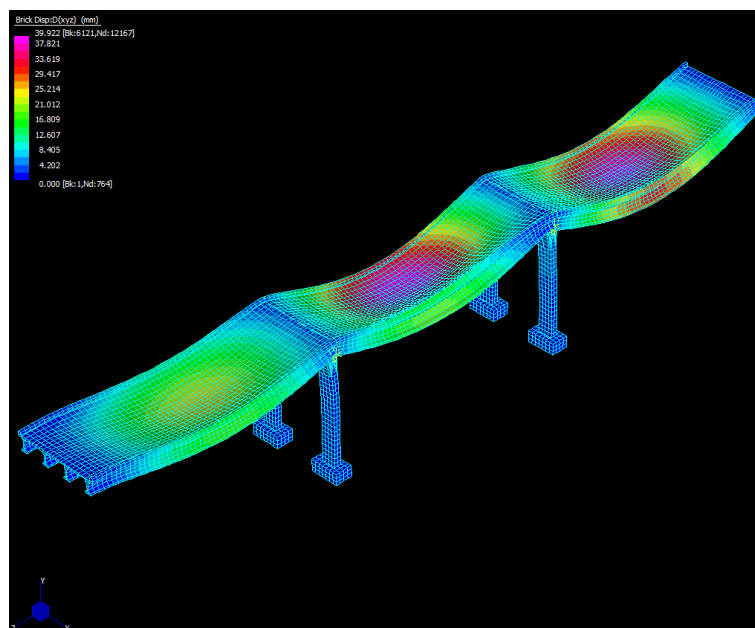 Brick Disp:D(xyz) (mm)
39.922 [Bk:6121,Nd:12167]
37.821
33.619
29.417
25.214
21.012
16.809
12.607
8.405
4.202
0.000 [Bk:1,Nd:764]
Y
Z X